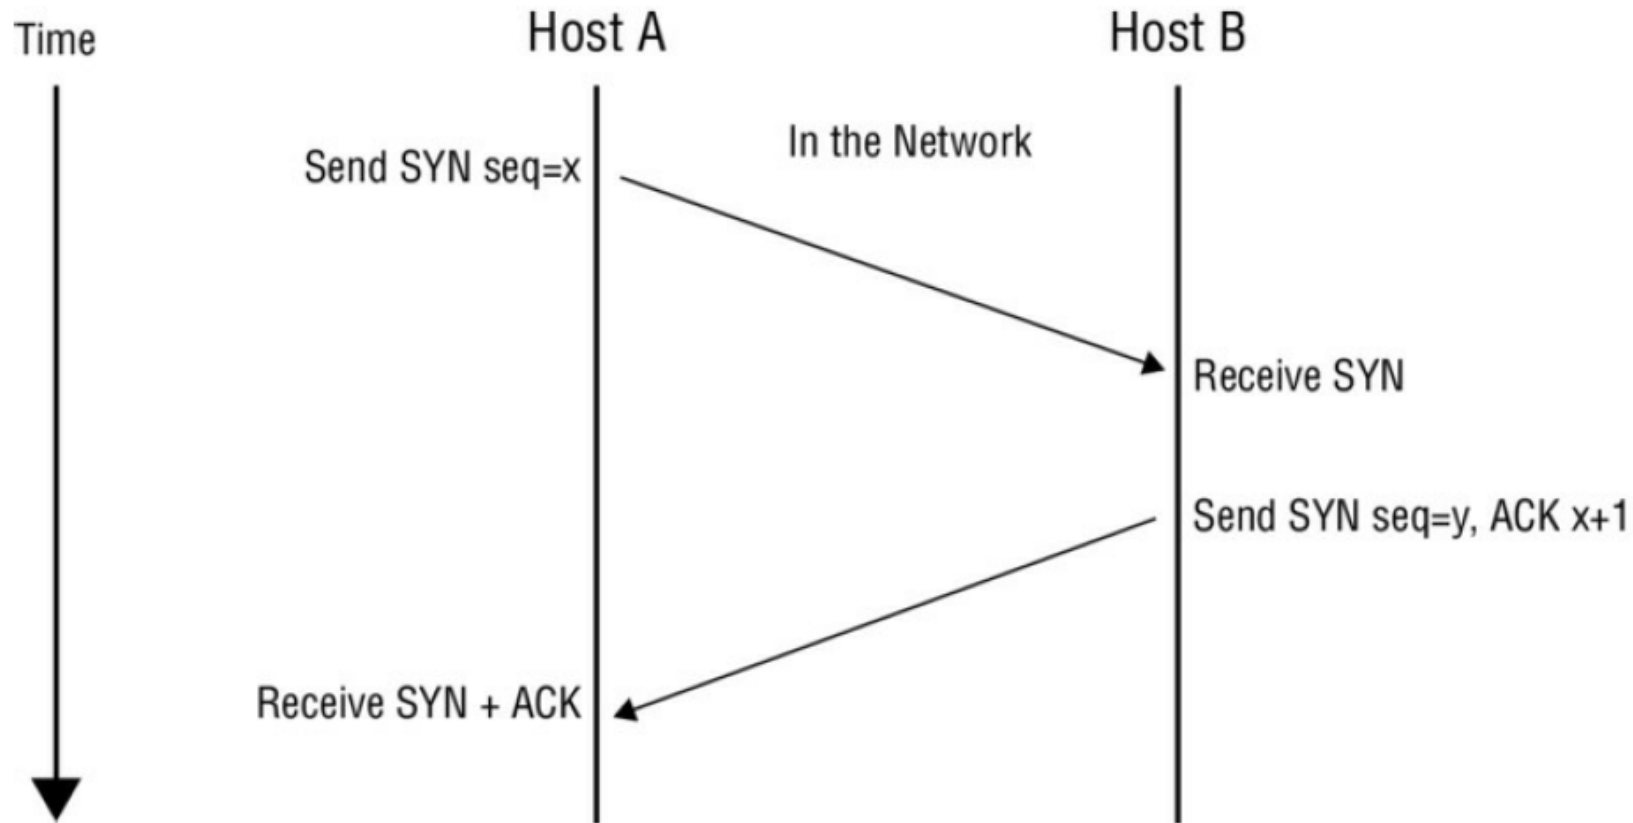 Time
Host A
Host B
In the Network
Send SYN seq=x
Receive SYN
Send SYN seq=y, ACK x+1
Receive SYN + ACK